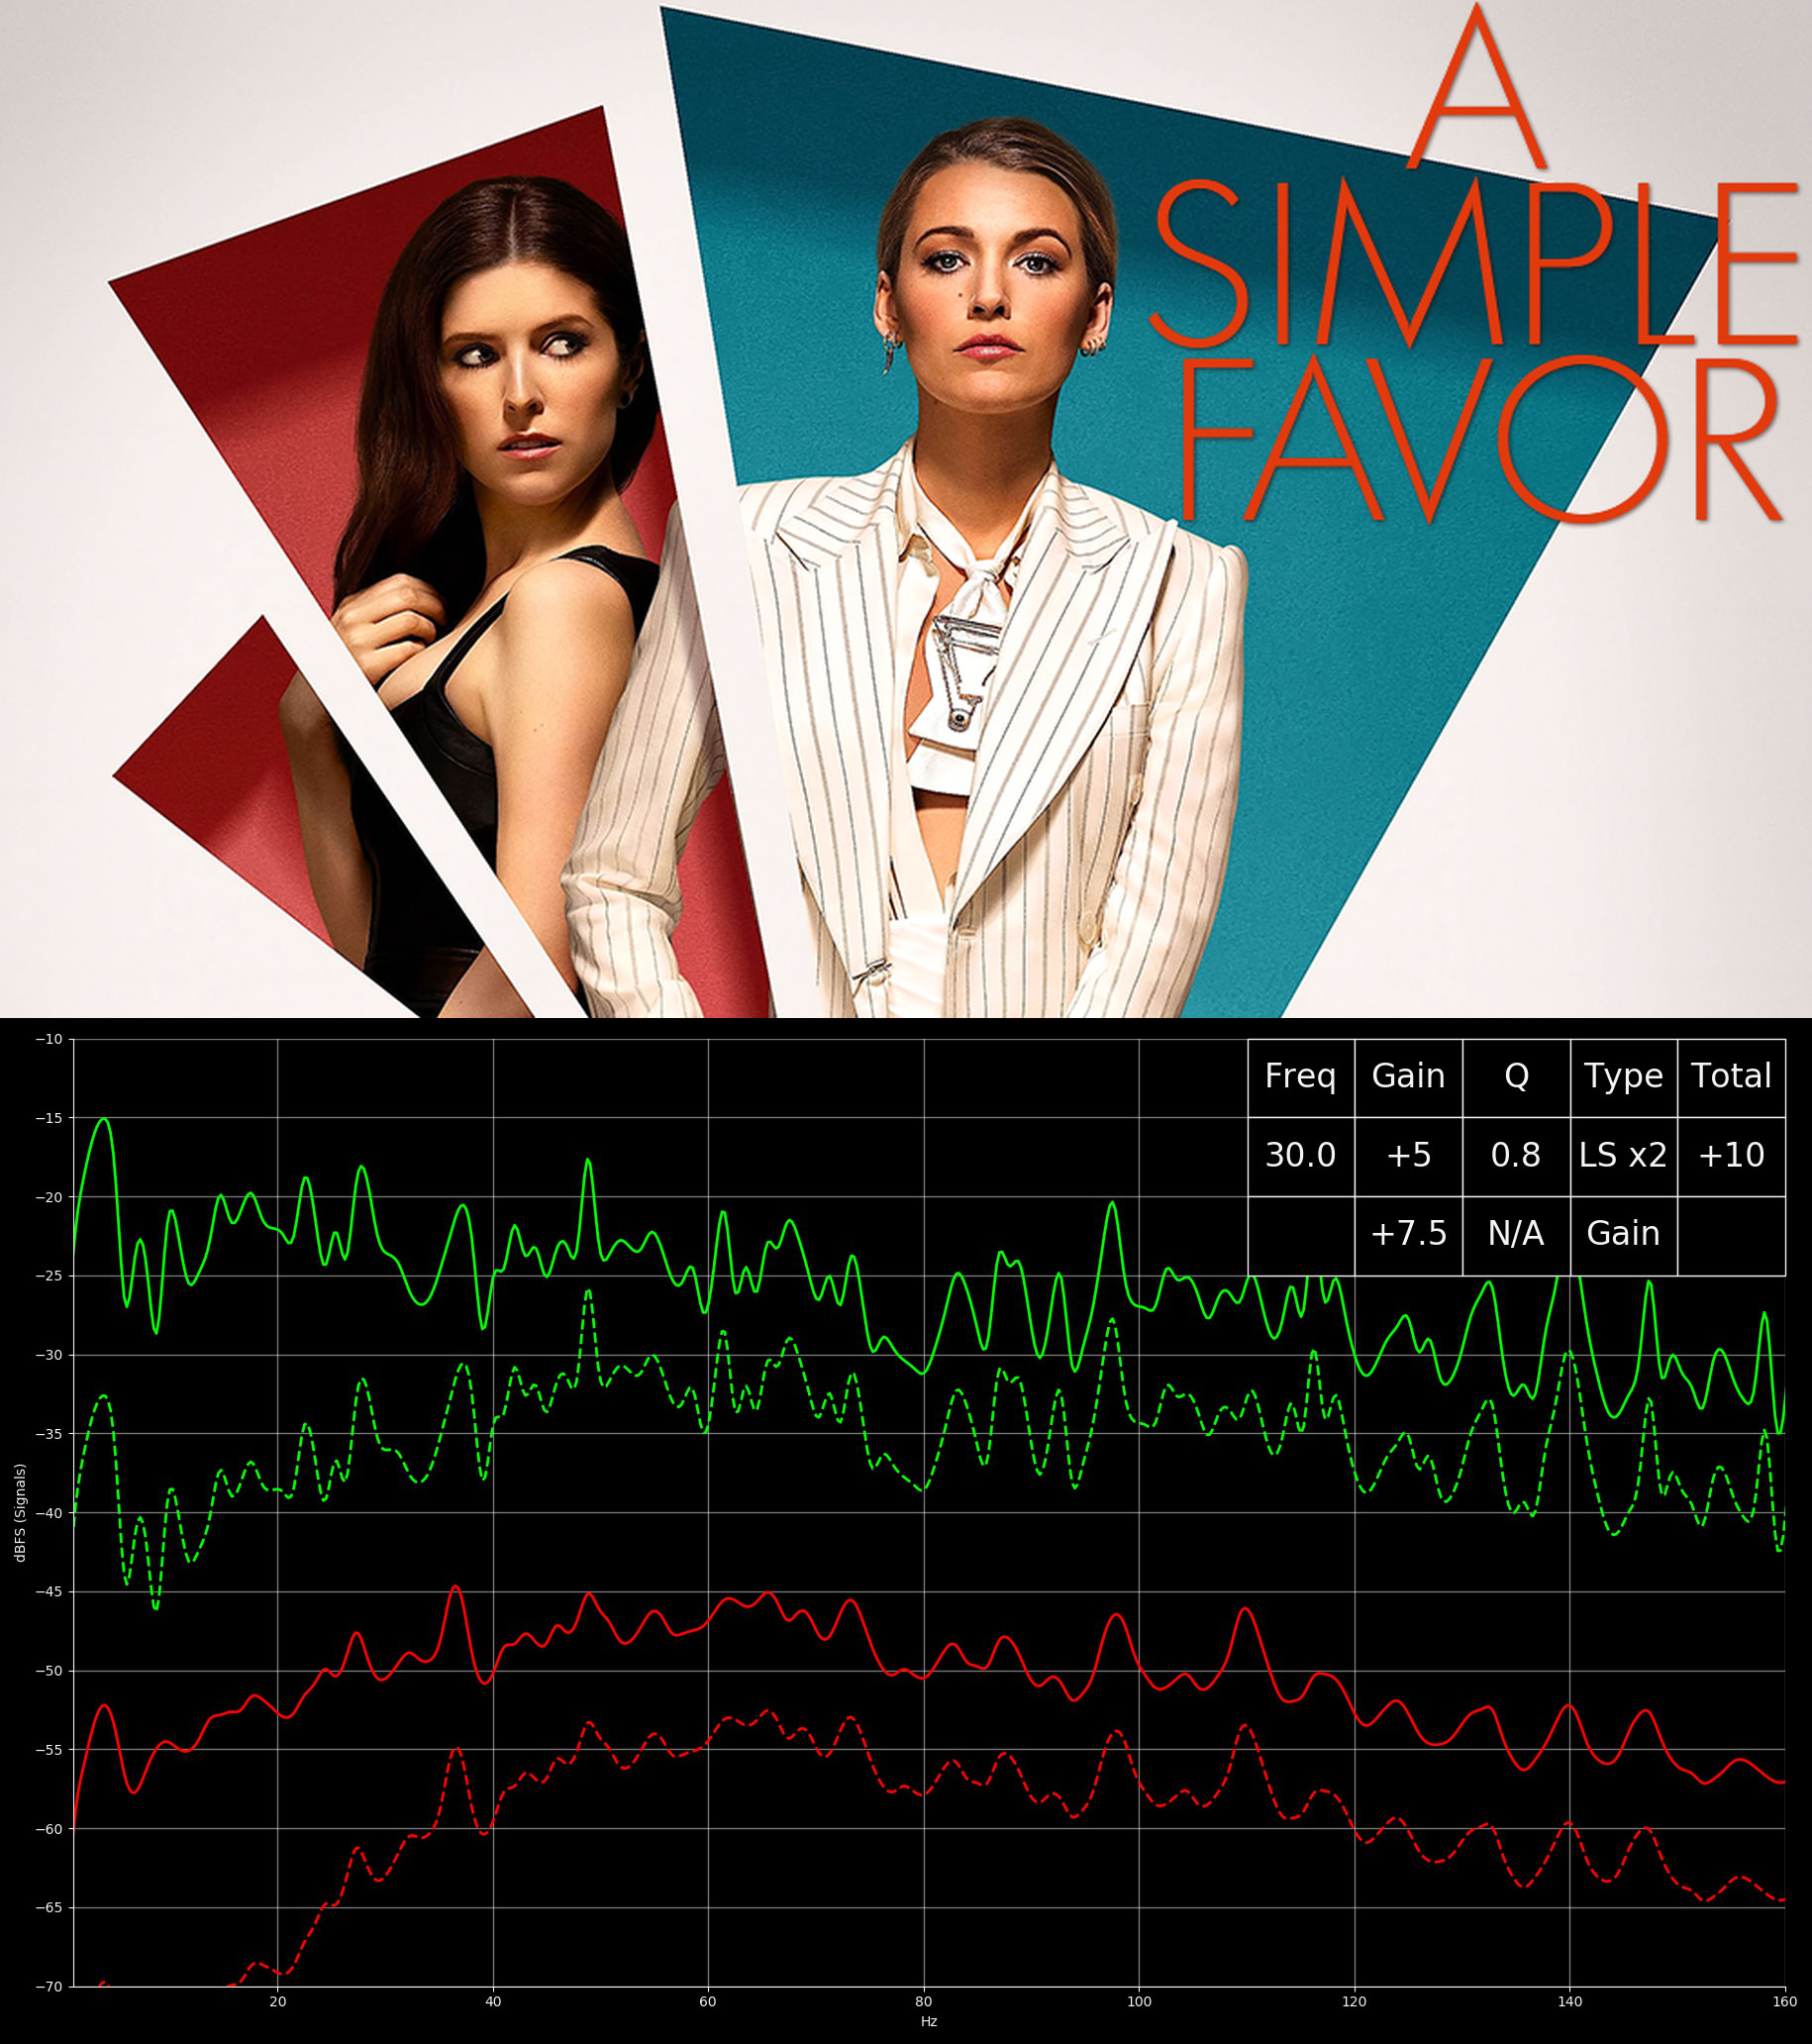 A
SIMPLE
FAVOR
Freq Gain Q Type Total
30.0 +5 0.8 LS x2 +10
+7.5 N/A Gain
−10
−15
−20
−25
−30
−35
−40
−45
−50
−55
−60
−65
−70
dBFS (Signals)
20 40 60 80 100 120 140 160
Hz